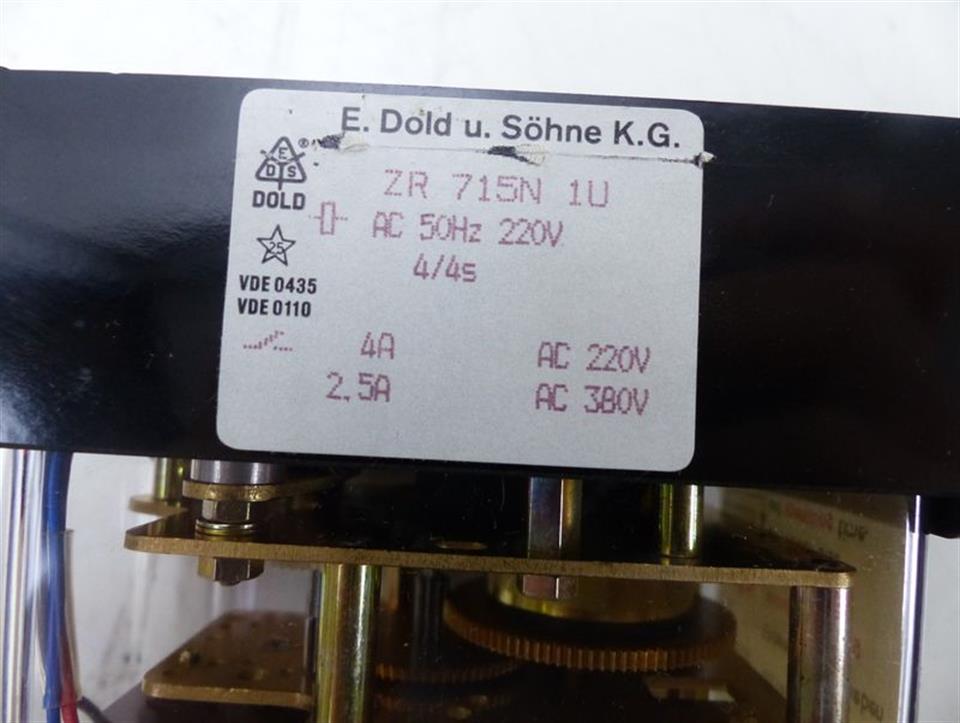 E. Dold u. Söhne K.G.
E
D S ®
DOLD
ZR 715N 1U
AC 50Hz 220V
4/4s
25
VDE 0435
VDE 0110
4A AC 220V
2,5A AC 380V